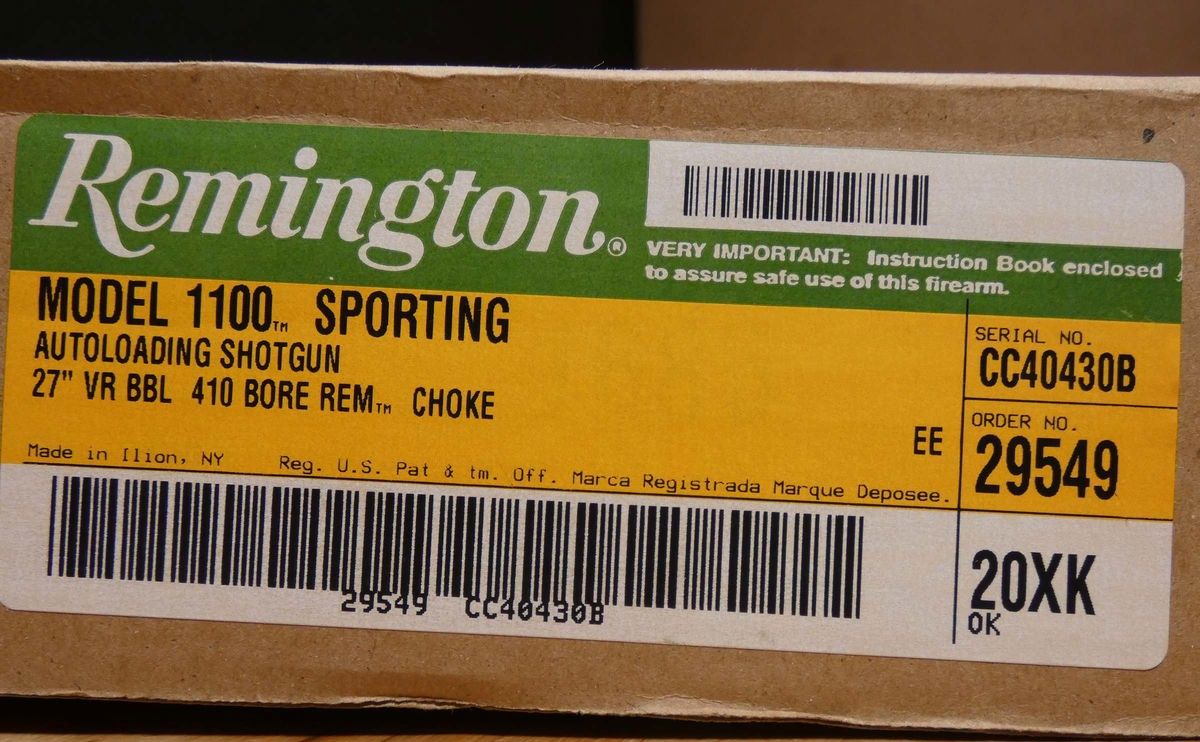 Remington®
VERY IMPORTANT: Instruction Book enclosed
to assure safe use of this firearm.
MODEL 1100™ SPORTING
AUTOLOADING SHOTGUN
27" VR BBL 410 BORE REM™ CHOKE
EE
Made in Ilion, NY Reg. U.S. Pat & tm. Off. Marca Registrada Marque Deposee.
SERIAL NO.
CC40430B
ORDER NO.
29549
29549 CC40430B
20XK
OK